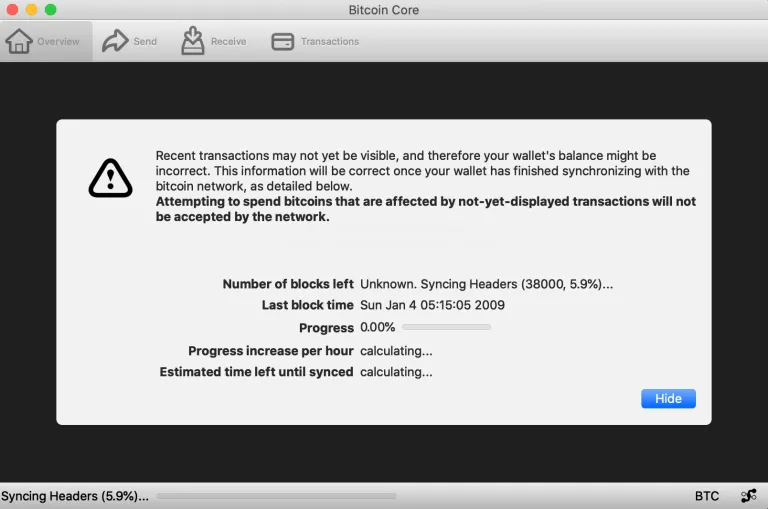 Bitcoin Core
Overview Send Receive Transactions
Recent transactions may not yet be visible, and therefore your wallet's balance might be
incorrect. This information will be correct once your wallet has finished synchronizing with the
bitcoin network, as detailed below.
Attempting to spend bitcoins that are affected by not-yet-displayed transactions will not
be accepted by the network.
Number of blocks left Unknown. Syncing Headers (38000, 5.9%)...
Last block time Sun Jan 4 05:15:05 2009
Progress 0.00%
Progress increase per hour calculating...
Estimated time left until synced calculating...
Hide
Syncing Headers (5.9%)... BTC